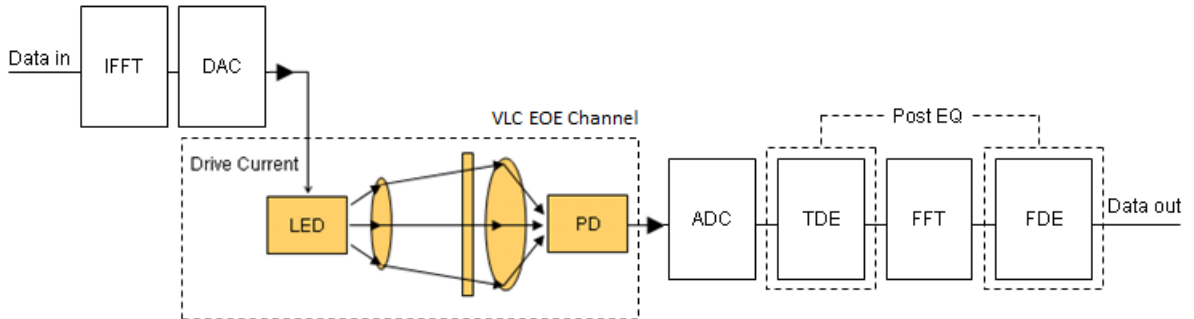 Data in
IFFT
DAC
VLC EOE Channel
Post EQ
Drive Current
LED
PD
ADC
TDE
FFT
FDE
Data out